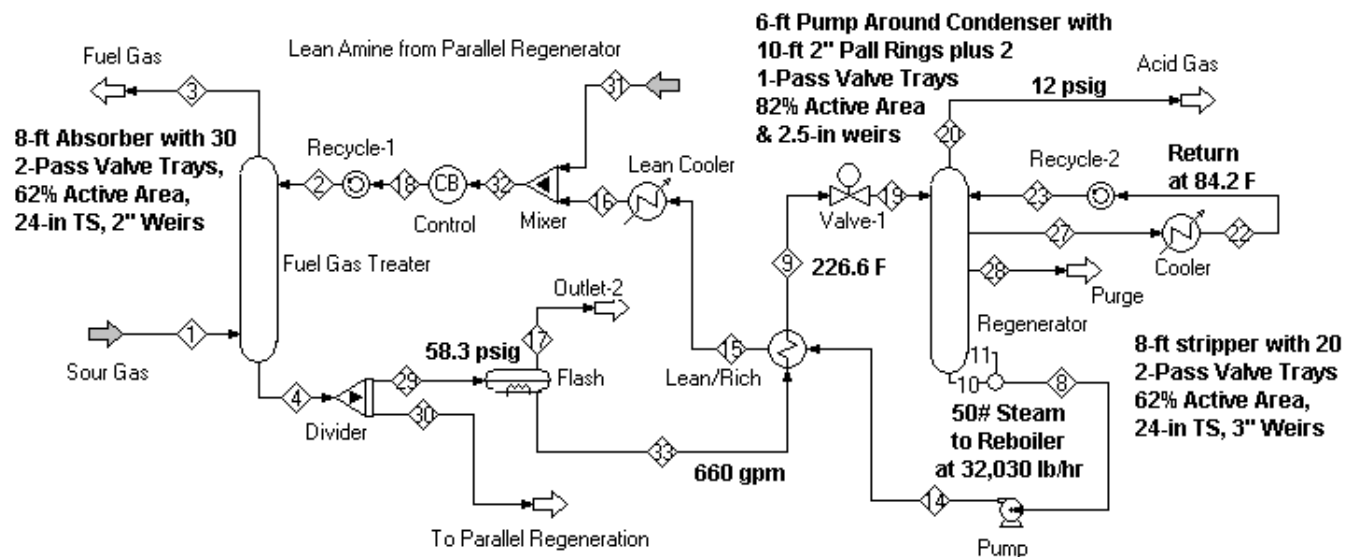 6-ft Pump Around Condenser with
10-ft 2" Pall Rings plus 2
1-Pass Valve Trays
82% Active Area
& 2.5-in weirs
Fuel Gas
Lean Amine from Parallel Regenerator
Acid Gas
12 psig
3
31
20
8-ft Absorber with 30
2-Pass Valve Trays,
62% Active Area,
24-in TS, 2" Weirs
Recycle-1
Lean Cooler
Recycle-2
Return
at 84.2 F
2
18
CB
32
16
19
23
Control
Mixer
Valve-1
27
22
Fuel Gas Treater
9
226.6 F
Cooler
28
Outlet-2
Purge
17
Regenerator
1
58.3 psig
15
11
Sour Gas
29
Flash
Lean/Rich
10
8
8-ft stripper with 20
2-Pass Valve Trays
62% Active Area,
24-in TS, 3" Weirs
4
30
Divider
50# Steam
to Reboiler
at 32,030 lb/hr
33
660 gpm
14
To Parallel Regeneration
Pump